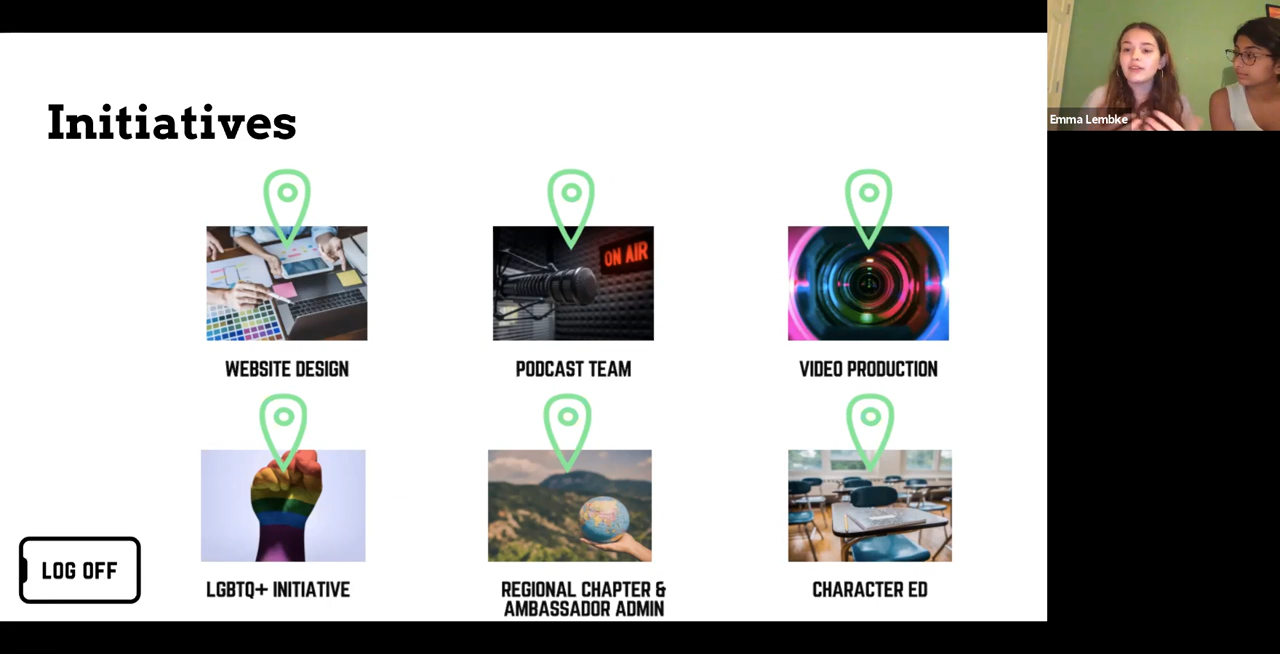 Initiatives
Emma Lembke
ON AIR
WEBSITE DESIGN
PODCAST TEAM
VIDEO PRODUCTION
LGBTQ+ INITIATIVE
REGIONAL CHAPTER &
AMBASSADOR ADMIN
CHARACTER ED
LOG OFF